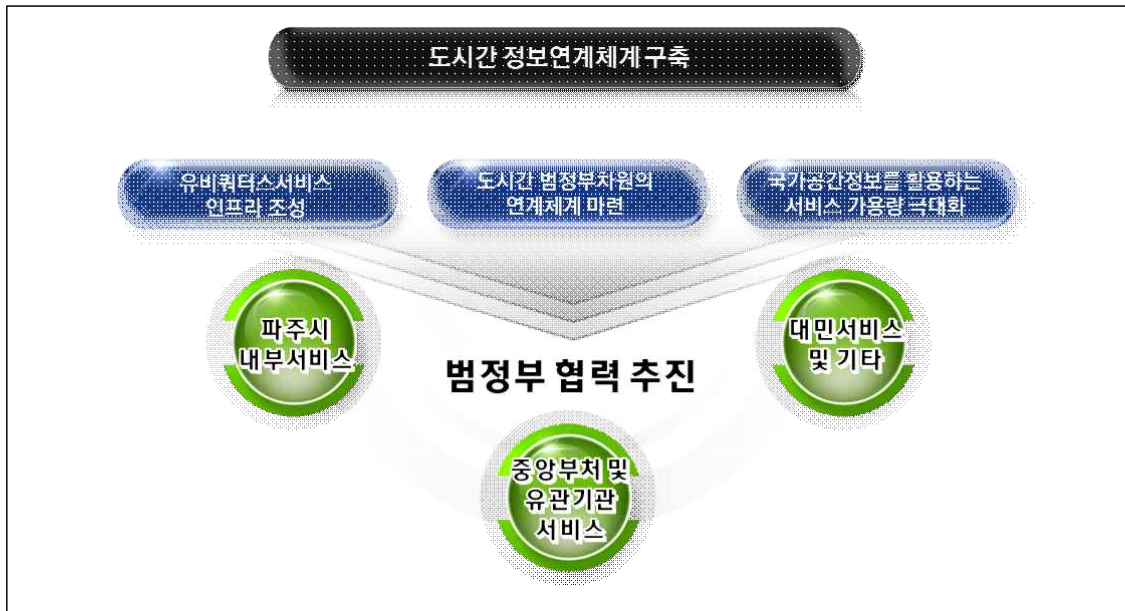 도시간 정보연계체계 구축
유비쿼터스서비스
인프라 조성
도시간 범정부차원의
연계체계 마련
국가공간정보를 활용하는
서비스 가용량 극대화
파주시
내부서비스
대민서비스
및 기타
범정부 협력 추진
중앙부처 및
유관기관
서비스